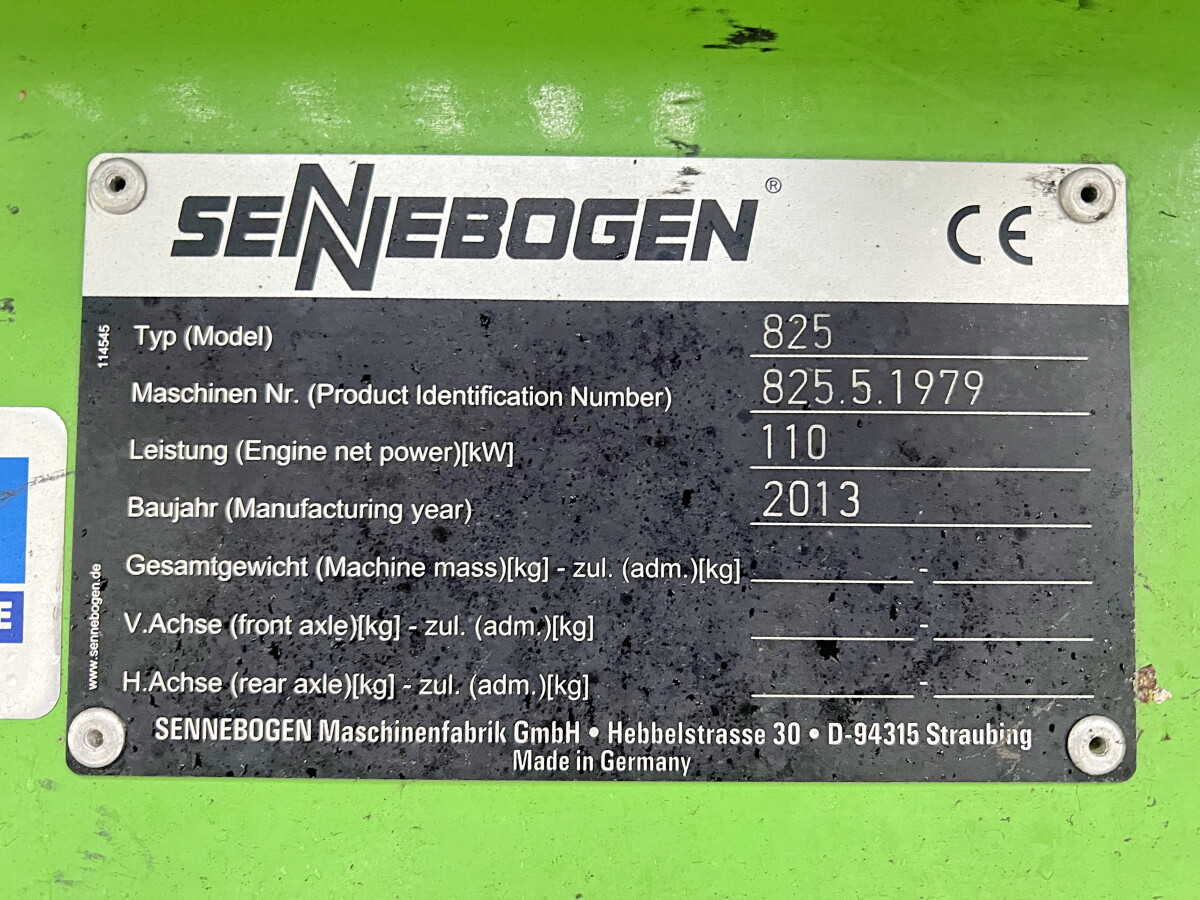 SENNEBOGEN®
CE
114545
Typ (Model) 825
Maschinen Nr. (Product Identification Number) 825.5.1979
Leistung (Engine net power)[kW] 110
Baujahr (Manufacturing year) 2013
Gesamtgewicht (Machine mass)[kg] - zul. (adm.)[kg] -
V.Achse (front axle)[kg] - zul. (adm.)[kg] -
H.Achse (rear axle)[kg] - zul. (adm.)[kg] -
www.sennebogen.de
SENNEBOGEN Maschinenfabrik GmbH • Hebbelstrasse 30 • D-94315 Straubing
Made in Germany
E